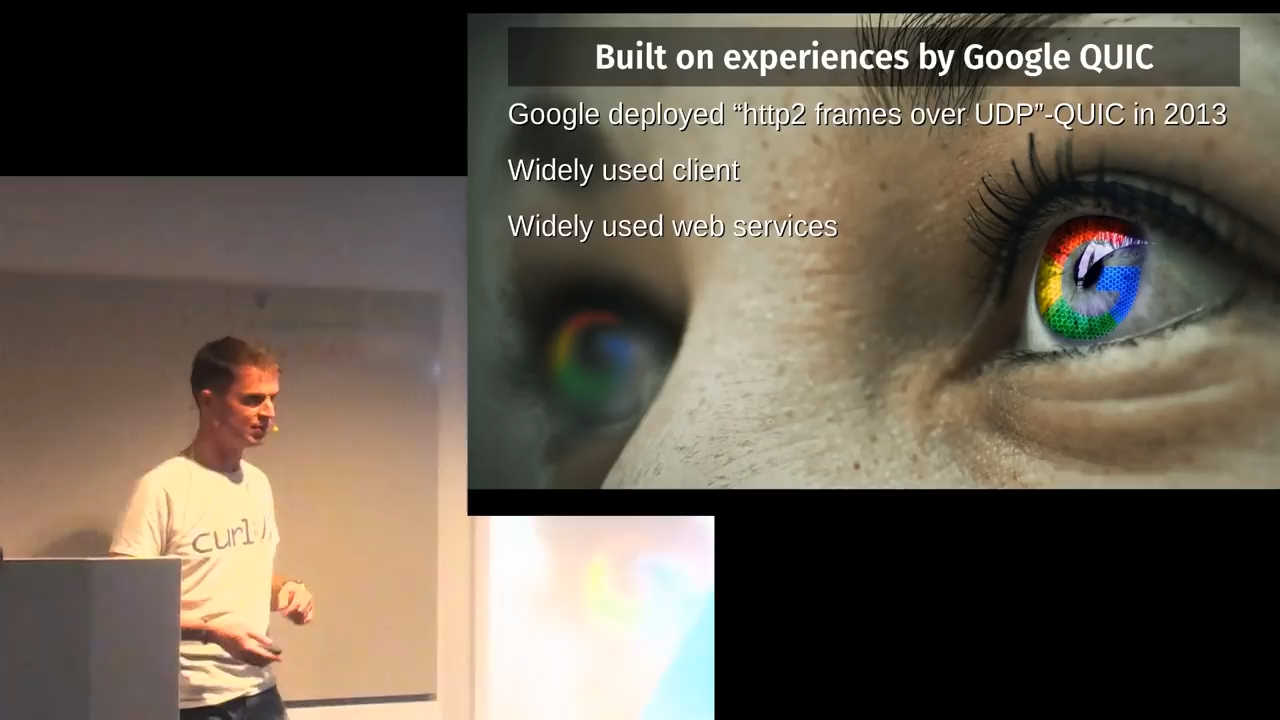 Built on experiences by Google QUIC
Google deployed “http2 frames over UDP”-QUIC in 2013
Widely used client
Widely used web services
curl